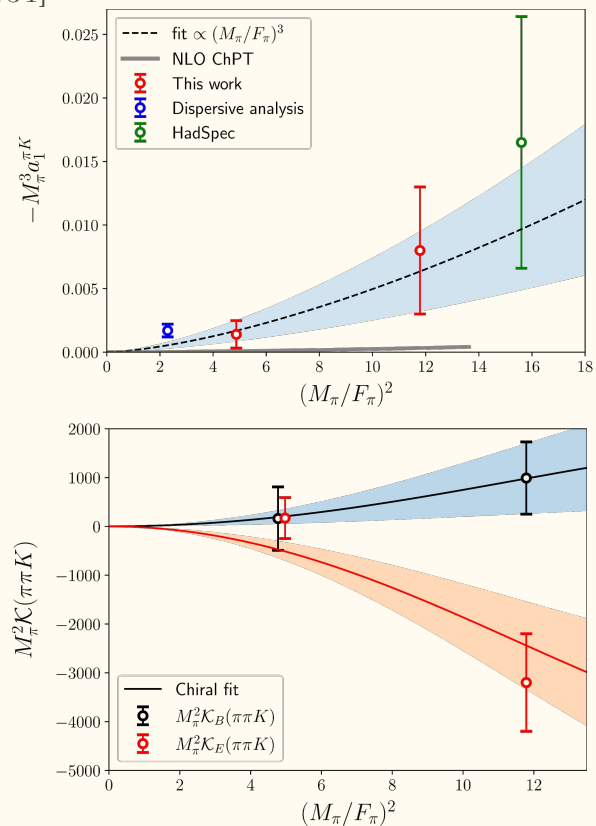 0.025
0.020
0.015
0.010
0.005
0.000
−M_π^3 a_1^{πK}
fit ∝ (M_π/F_π)^3
NLO ChPT
This work
Dispersive analysis
HadSpec
0 2 4 6 8 10 12 14 16 18
(M_π/F_π)^2
2000
1000
0
−1000
−2000
−3000
−4000
−5000
M_π^2 𝒦(ππK)
Chiral fit
M_π^2 𝒦_B(ππK)
M_π^2 𝒦_E(ππK)
0 2 4 6 8 10 12
(M_π/F_π)^2